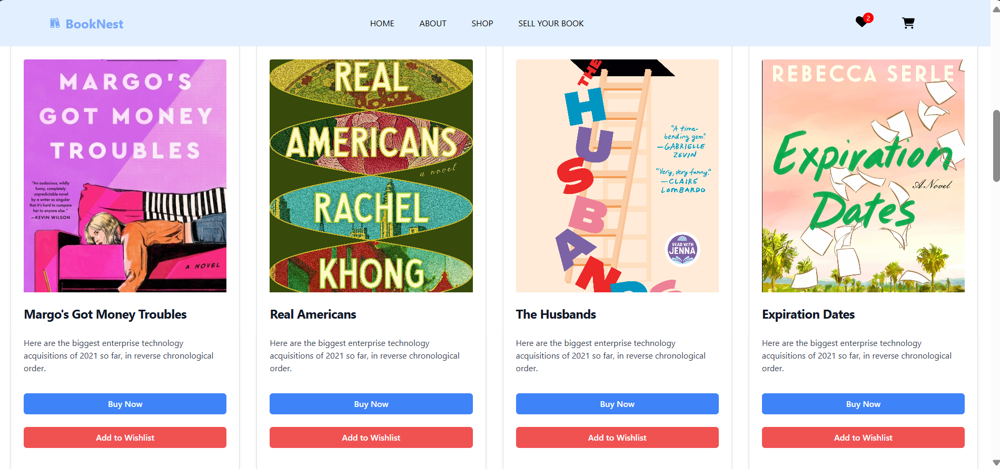 BookNest
HOME
ABOUT
SHOP
SELL YOUR BOOK
2
MARGO'S
GOT MONEY
TROUBLES
"An audacious, wildly
funny, completely
unpredictable novel
by a writer so singular
that it's hard to compare
her to anyone else."
—KEVIN WILSON
A NOVEL
REAL
AMERICANS
a novel
RACHEL
KHONG
THE
HUSBANDS
"A time-
bending gem."
—GABRIELLE
ZEVIN
"Very, very funny."
—CLAIRE
LOMBARDO
READ WITH
JENNA
REBECCA SERLE
Expiration
A Novel
Dates
Margo's Got Money Troubles
Here are the biggest enterprise technology
acquisitions of 2021 so far, in reverse chronological
order.
Buy Now
Add to Wishlist
Real Americans
Here are the biggest enterprise technology
acquisitions of 2021 so far, in reverse chronological
order.
Buy Now
Add to Wishlist
The Husbands
Here are the biggest enterprise technology
acquisitions of 2021 so far, in reverse chronological
order.
Buy Now
Add to Wishlist
Expiration Dates
Here are the biggest enterprise technology
acquisitions of 2021 so far, in reverse chronological
order.
Buy Now
Add to Wishlist